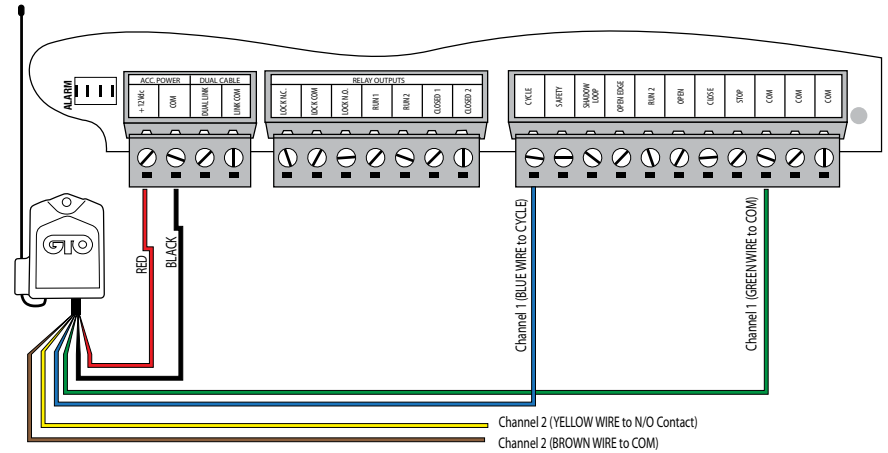 ALARM
ACC. POWER
DUAL CABLE
+ 12 Vdc
COM
DUAL LINK
LINK COM
RELAY OUTPUTS
LOCK N.C.
LOCK COM
LOCK N.O.
RUN 1
RUN 2
CLOSED 1
CLOSED 2
CYCLE
SAFETY
SHADOW
LOOP
OPEN EDGE
RUN 2
OPEN
CLOSE
STOP
COM
COM
COM
GTO
RED
BLACK
Channel 1 (BLUE WIRE to CYCLE)
Channel 1 (GREEN WIRE to COM)
Channel 2 (YELLOW WIRE to N/O Contact)
Channel 2 (BROWN WIRE to COM)